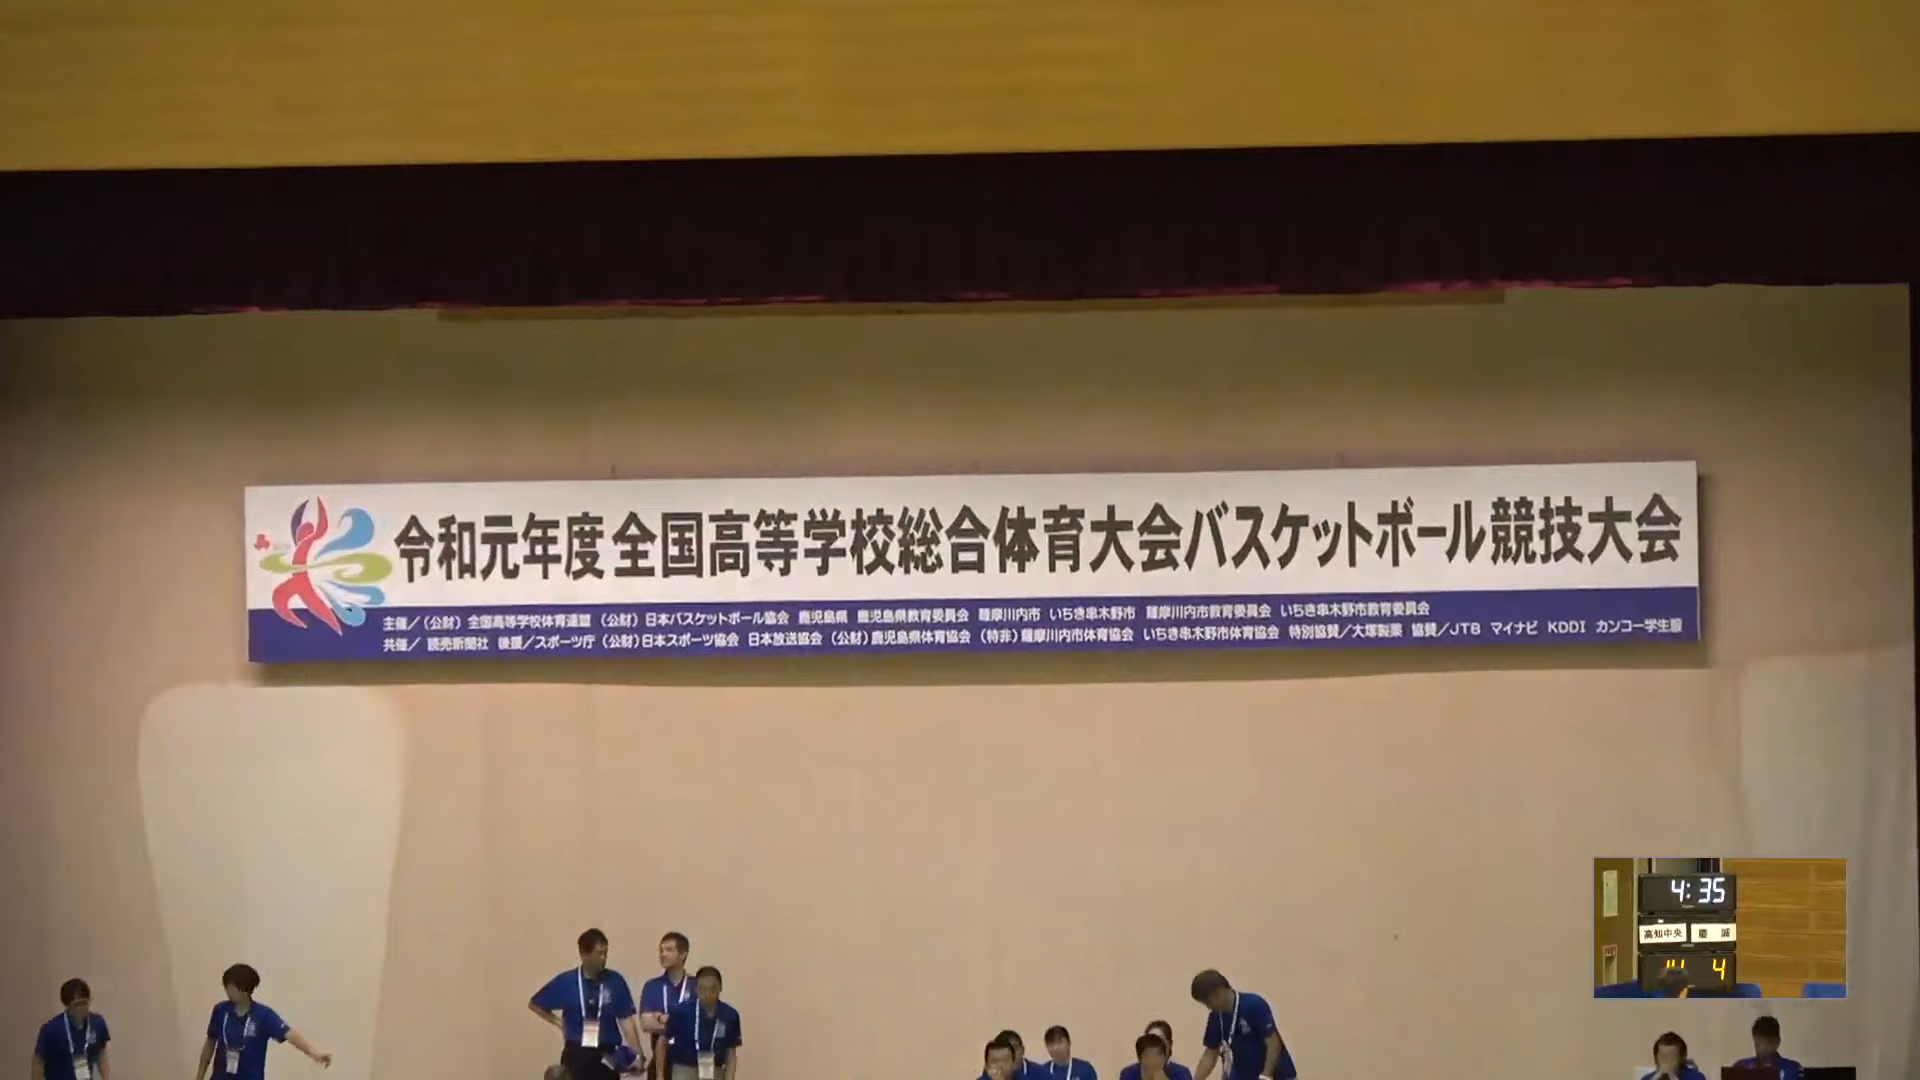 令和元年度全国高等学校総合体育大会バスケットボール競技大会
主催/(公財)全国高等学校体育連盟 (公財)日本バスケットボール協会 鹿児島県 鹿児島県教育委員会 薩摩川内市 いちき串木野市 薩摩川内市教育委員会 いちき串木野市教育委員会
共催/ 読売新聞社 後援/スポーツ庁 (公財)日本スポーツ協会 日本放送協会 (公財)鹿児島県体育協会 (特非)薩摩川内市体育協会 いちき串木野市体育協会 特別協賛/大塚製薬 協賛/JTB マイナビ KDDI カンコー学生服
4:35
高知中央 慶誠
4